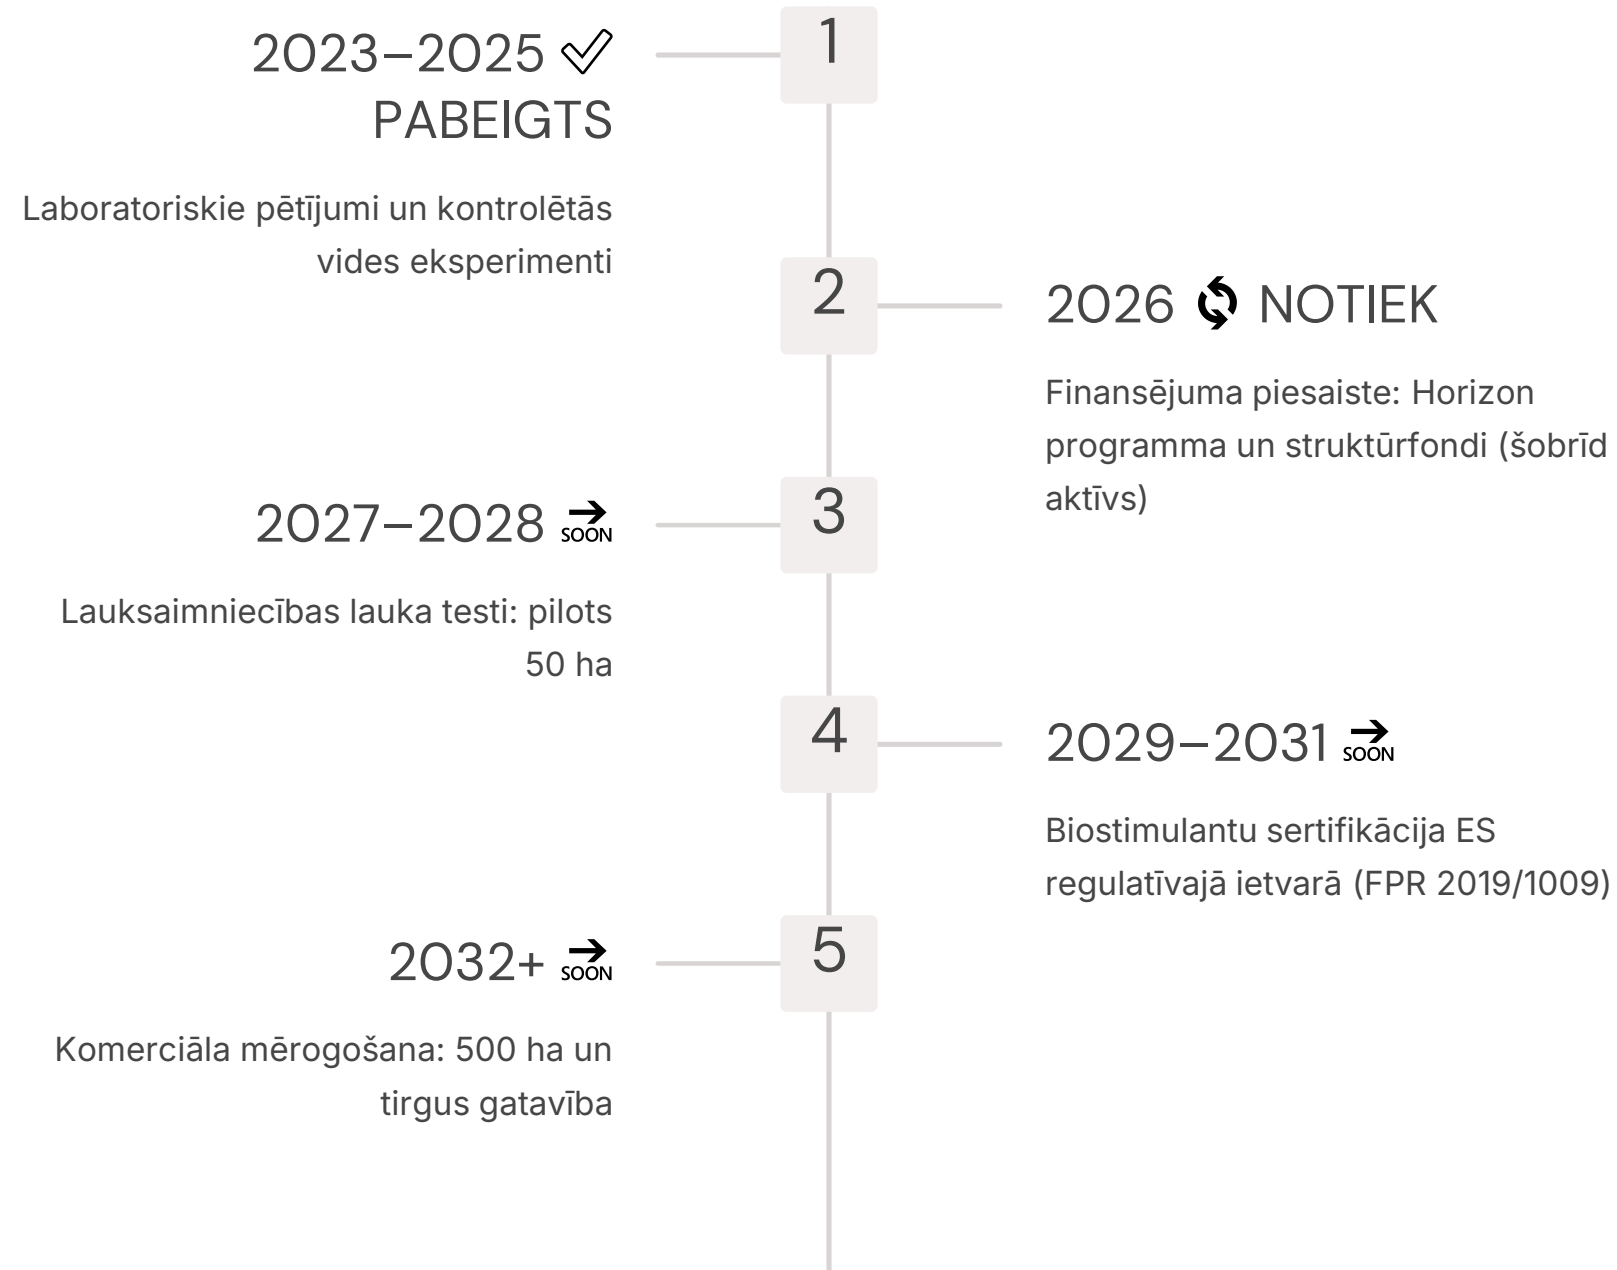 1
2023–2025 ✓
PABEIGTS
Laboratoriskie pētījumi un kontrolētās
vides eksperimenti
2
2026 🔄 NOTIEK
Finansējuma piesaiste: Horizon
programma un struktūrfondi (šobrīd
aktīvs)
3
2027–2028 SOON
Lauksaimniecības lauka testi: pilots
50 ha
4
2029–2031 SOON
Biostimulantu sertifikācija ES
regulatīvajā ietvarā (FPR 2019/1009)
5
2032+ SOON
Komerciāla mērogošana: 500 ha un
tirgus gatavība